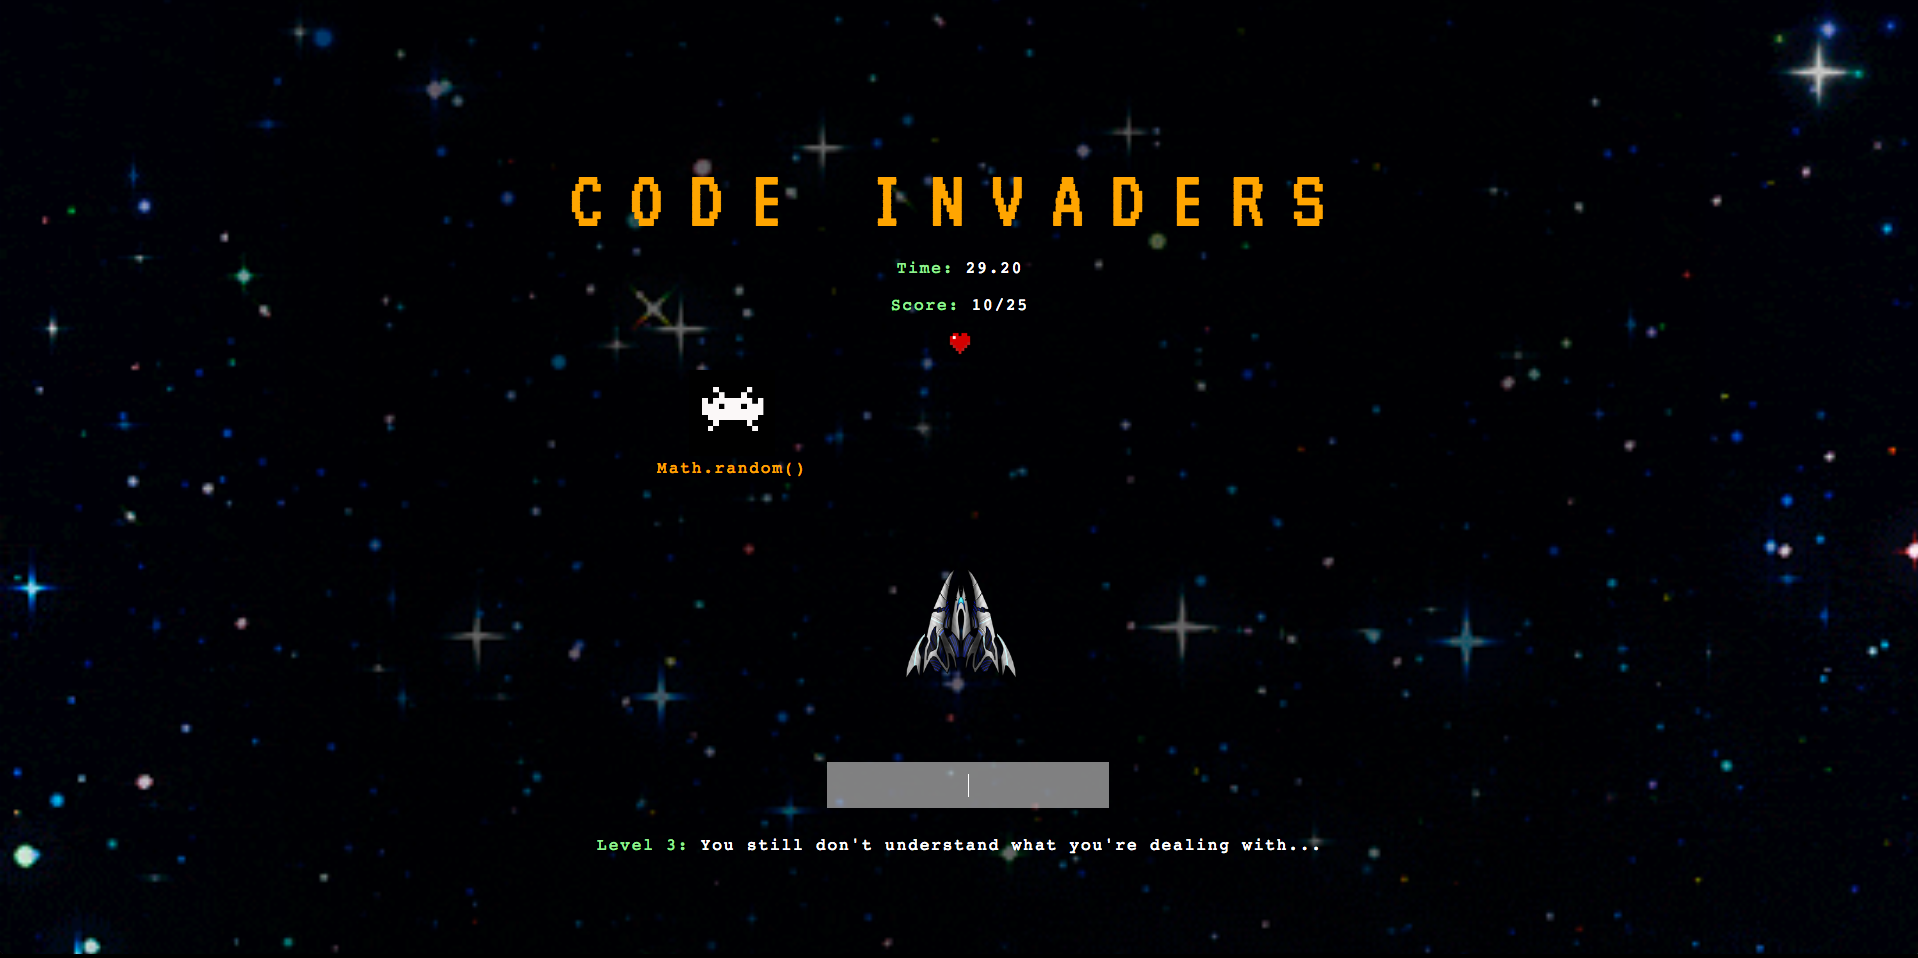 CODE INVADERS
Time: 29.20
Score: 10/25
Math.random()
Level 3: You still don't understand what you're dealing with...